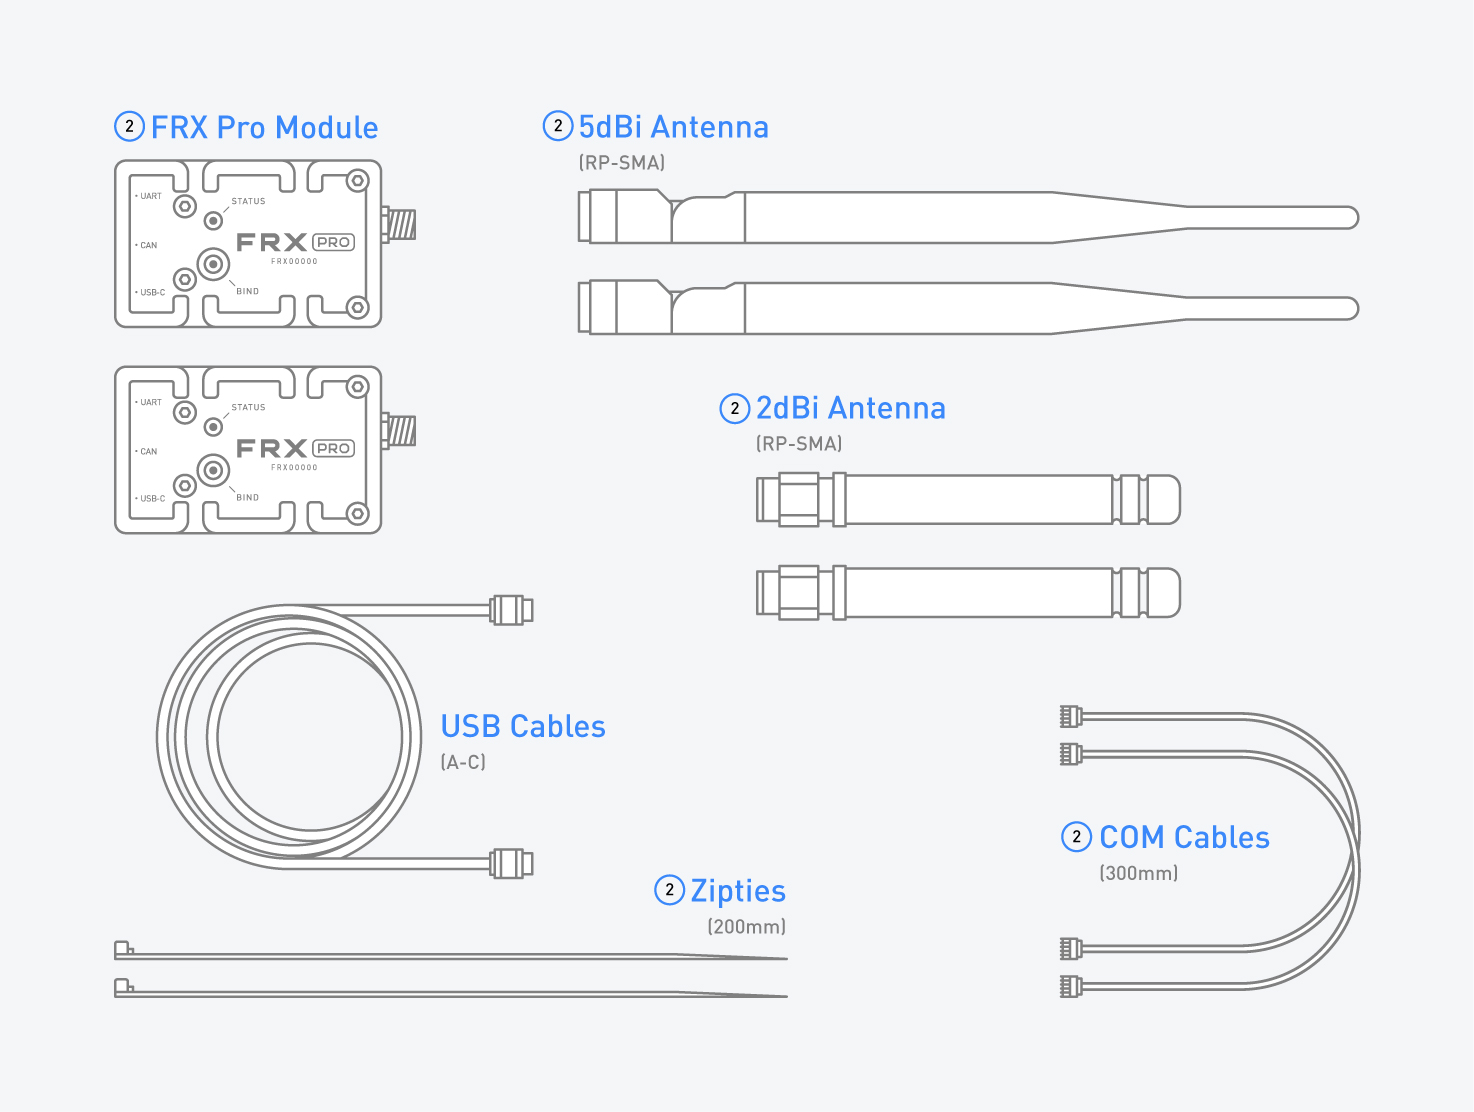 2 FRX Pro Module
UART
STATUS
CAN
FRX PRO
FRX00000
USB-C
BIND
UART
STATUS
CAN
FRX PRO
FRX00000
USB-C
BIND
2 5dBi Antenna
(RP-SMA)
2 2dBi Antenna
(RP-SMA)
USB Cables
(A-C)
2 COM Cables
(300mm)
2 Zipties
(200mm)